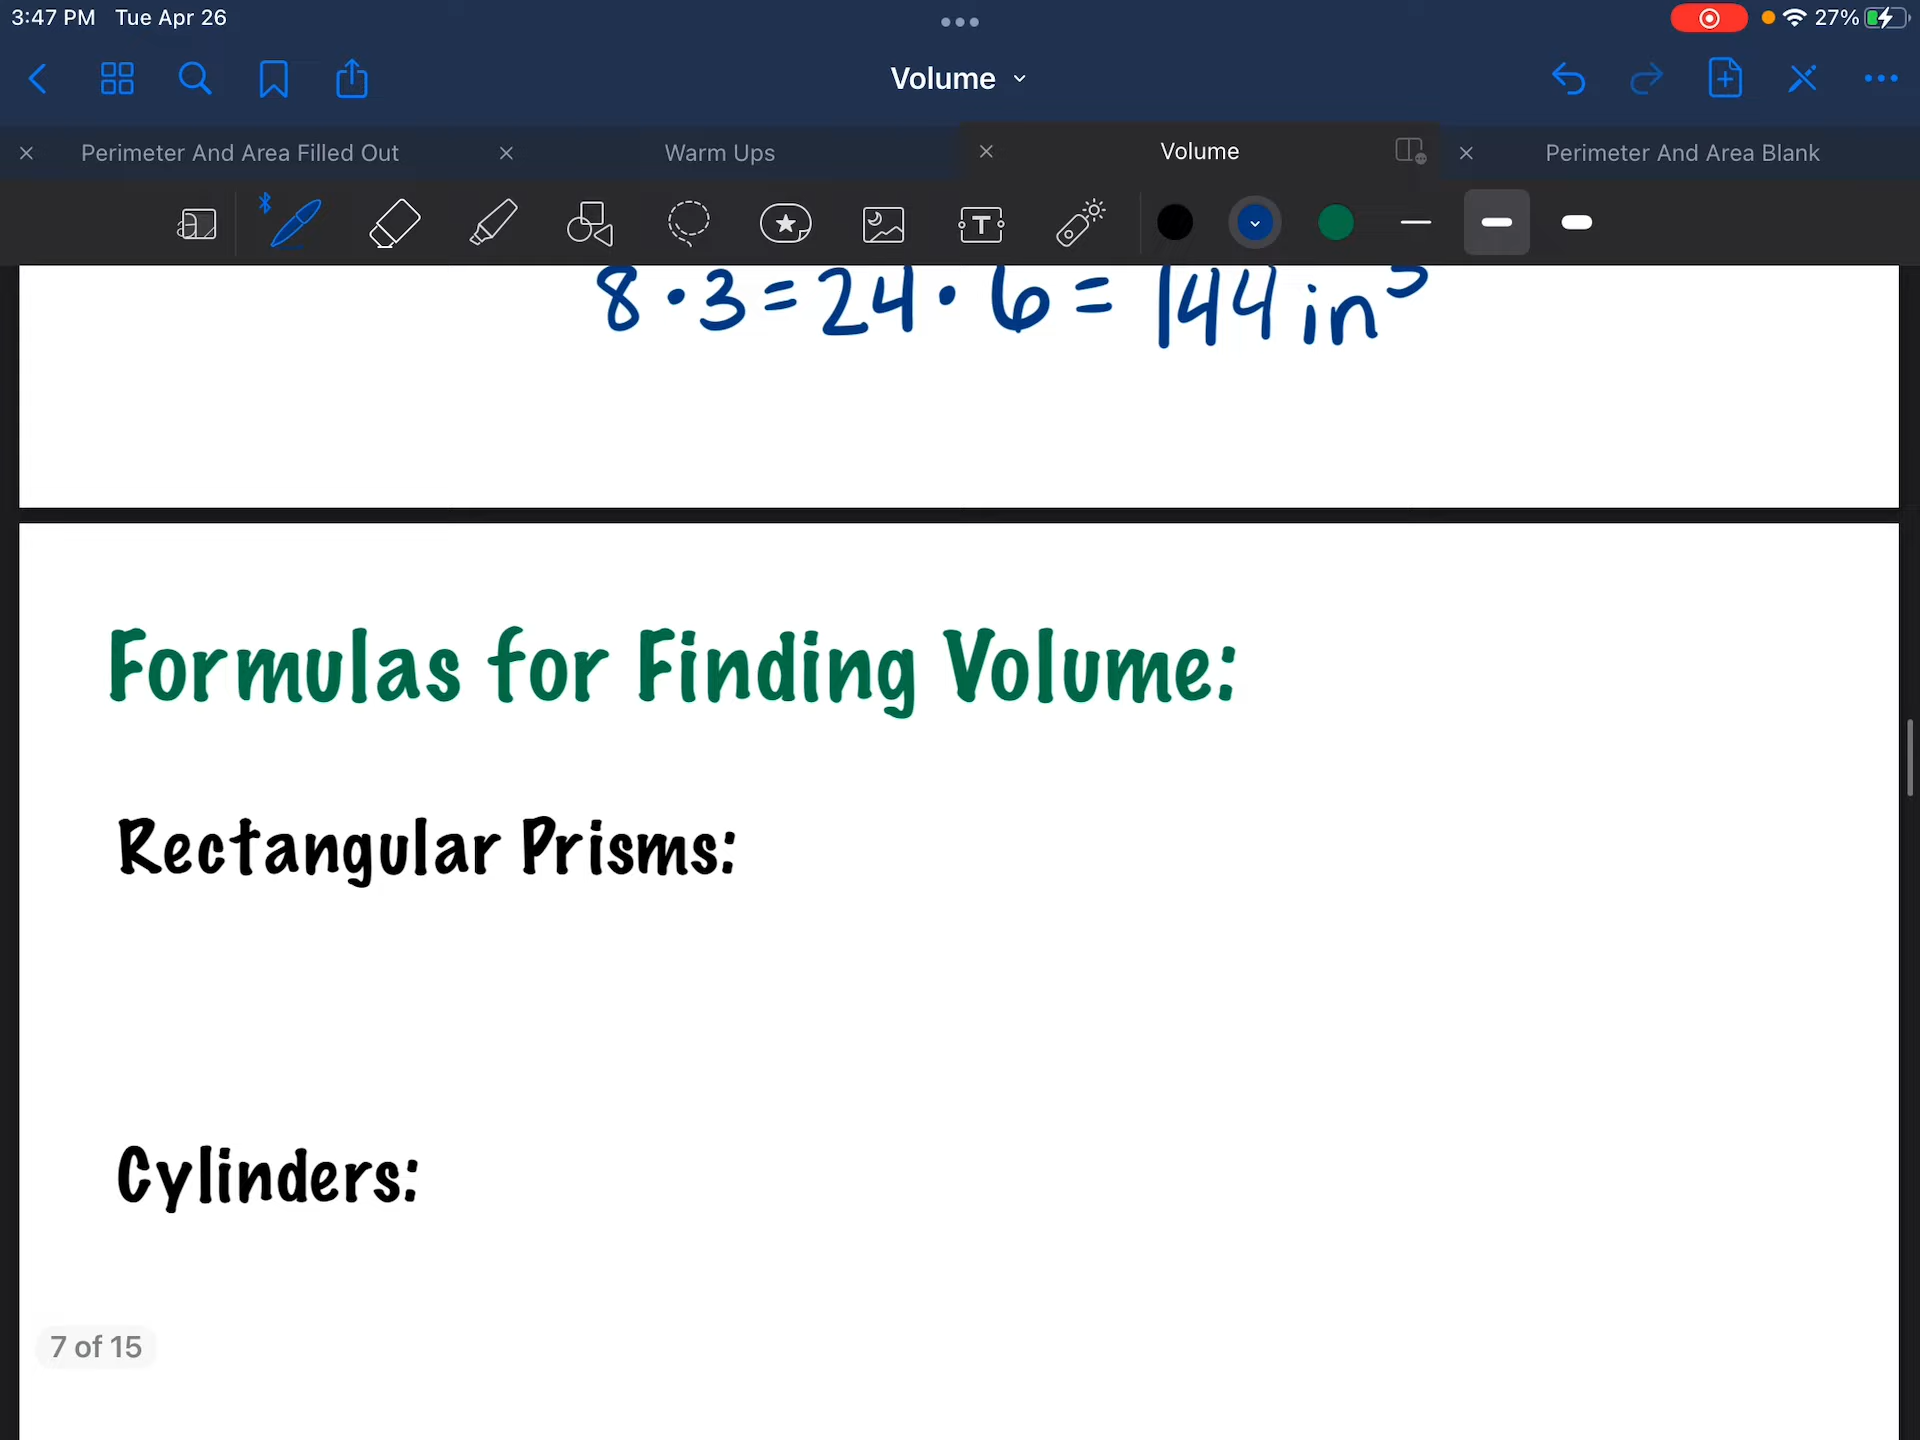 3:47 PM Tue Apr 26
27%
Volume
Perimeter And Area Filled Out
Warm Ups
Volume
Perimeter And Area Blank
8 · 3 = 24 · 6 = 144 in³
Formulas for Finding Volume:
Rectangular Prisms:
Cylinders:
7 of 15